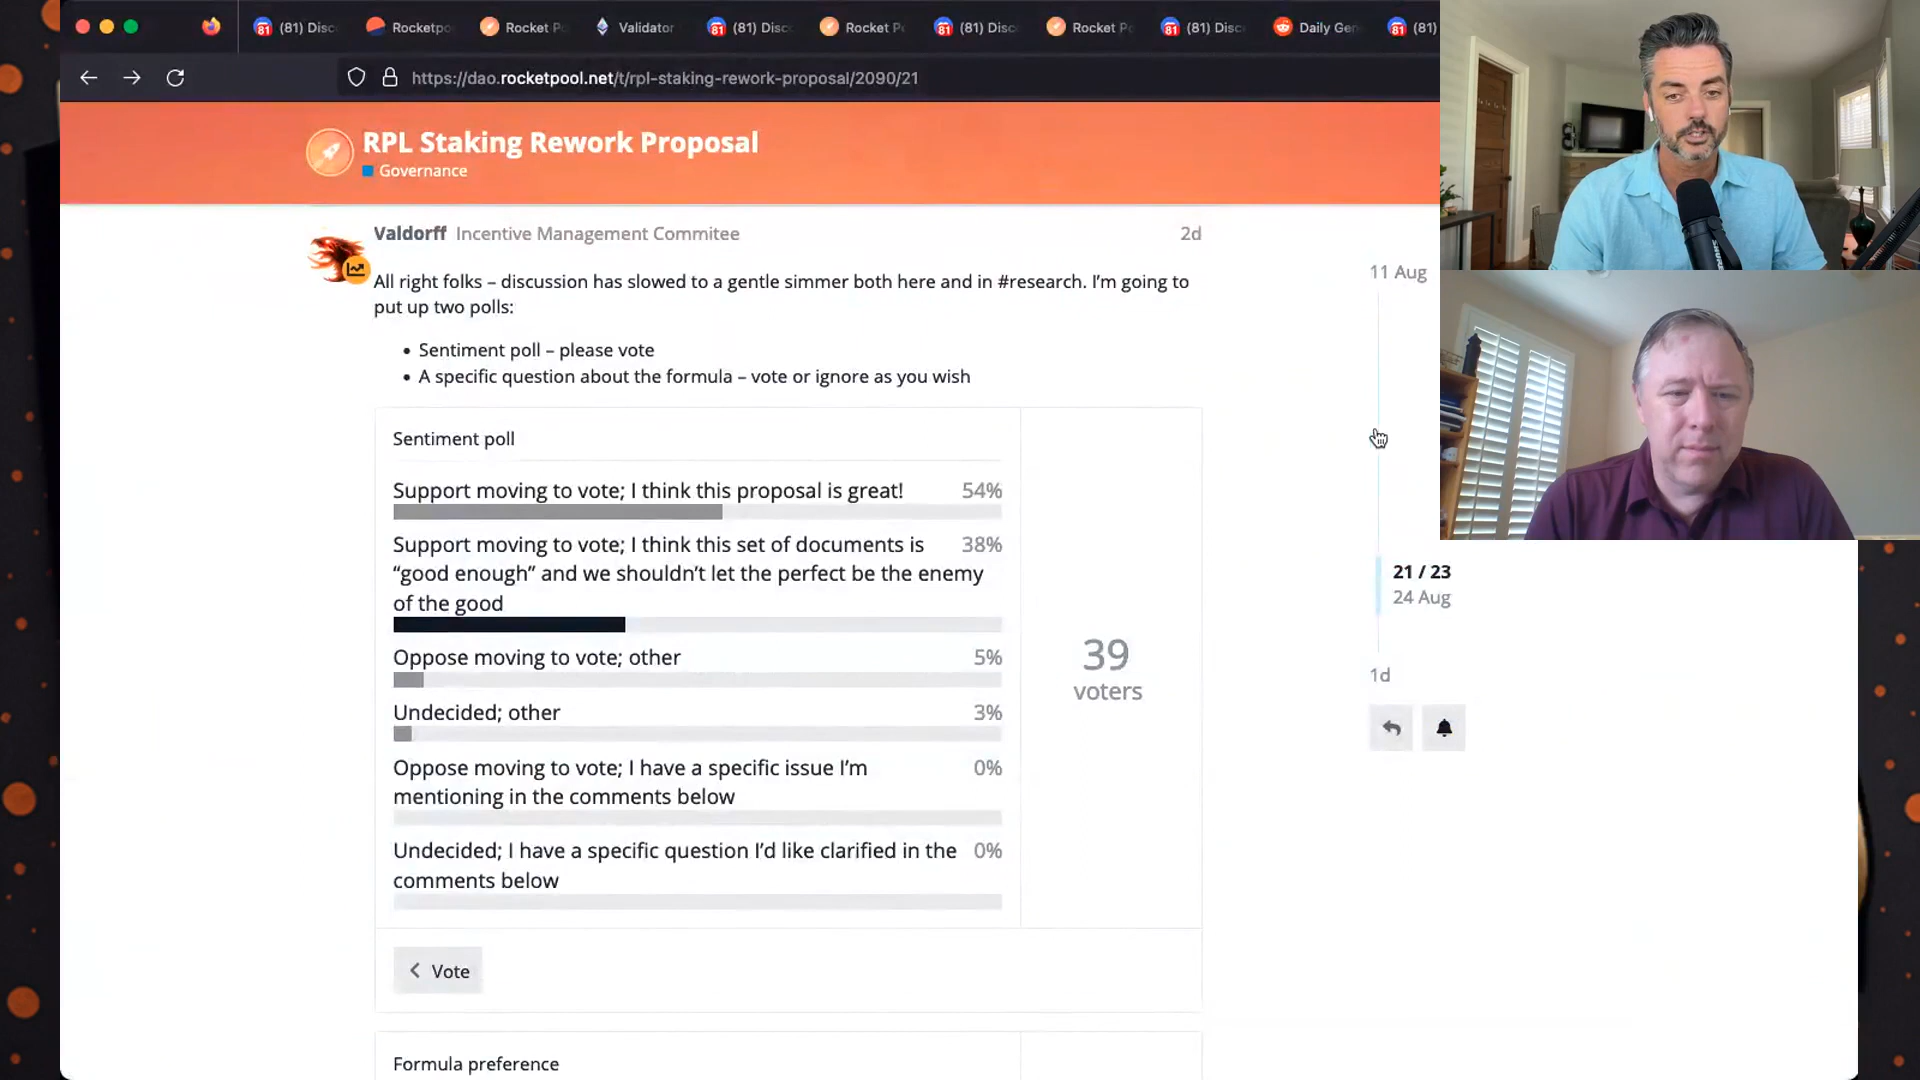 (81) Disc
Rocketpo
Rocket P
Validator
(81) Disc
Rocket P
(81) Disc
Rocket P
(81) Disc
Daily Gen
(81)
https://dao.rocketpool.net/t/rpl-staking-rework-proposal/2090/21
RPL Staking Rework Proposal
Governance
Valdorff Incentive Management Commitee 2d
All right folks – discussion has slowed to a gentle simmer both here and in #research. I'm going to
put up two polls:
• Sentiment poll – please vote
• A specific question about the formula – vote or ignore as you wish
Sentiment poll
Support moving to vote; I think this proposal is great! 54%
Support moving to vote; I think this set of documents is 38%
“good enough” and we shouldn't let the perfect be the enemy
of the good
Oppose moving to vote; other 5%
Undecided; other 3%
Oppose moving to vote; I have a specific issue I'm 0%
mentioning in the comments below
Undecided; I have a specific question I'd like clarified in the 0%
comments below
39
voters
Vote
Formula preference
11 Aug
21 / 23
24 Aug
1d